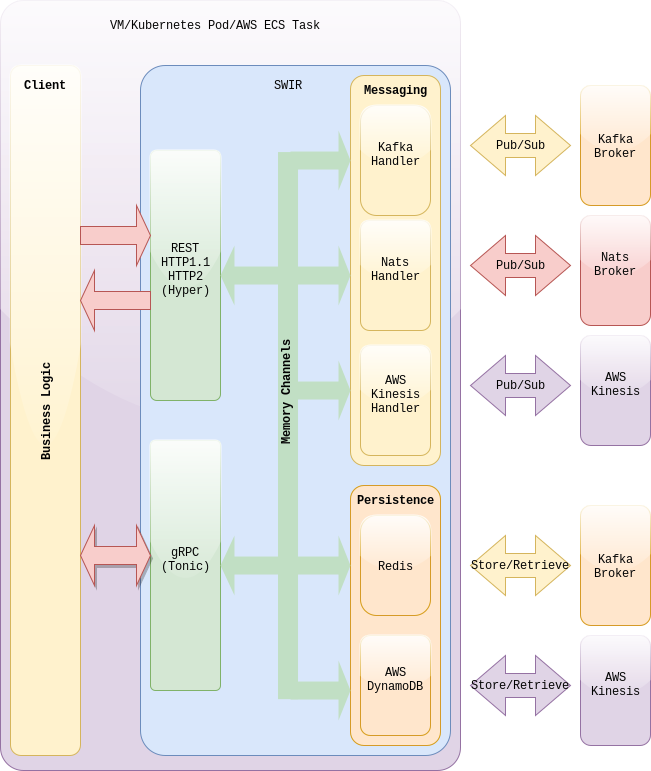 VM/Kubernetes Pod/AWS ECS Task
Client
Business Logic
SWIR
REST
HTTP1.1
HTTP2
(Hyper)
gRPC
(Tonic)
Memory Channels
Messaging
Kafka
Handler
Nats
Handler
AWS
Kinesis
Handler
Persistence
Redis
AWS
DynamoDB
Pub/Sub
Kafka
Broker
Pub/Sub
Nats
Broker
Pub/Sub
AWS
Kinesis
Store/Retrieve
Kafka
Broker
Store/Retrieve
AWS
Kinesis